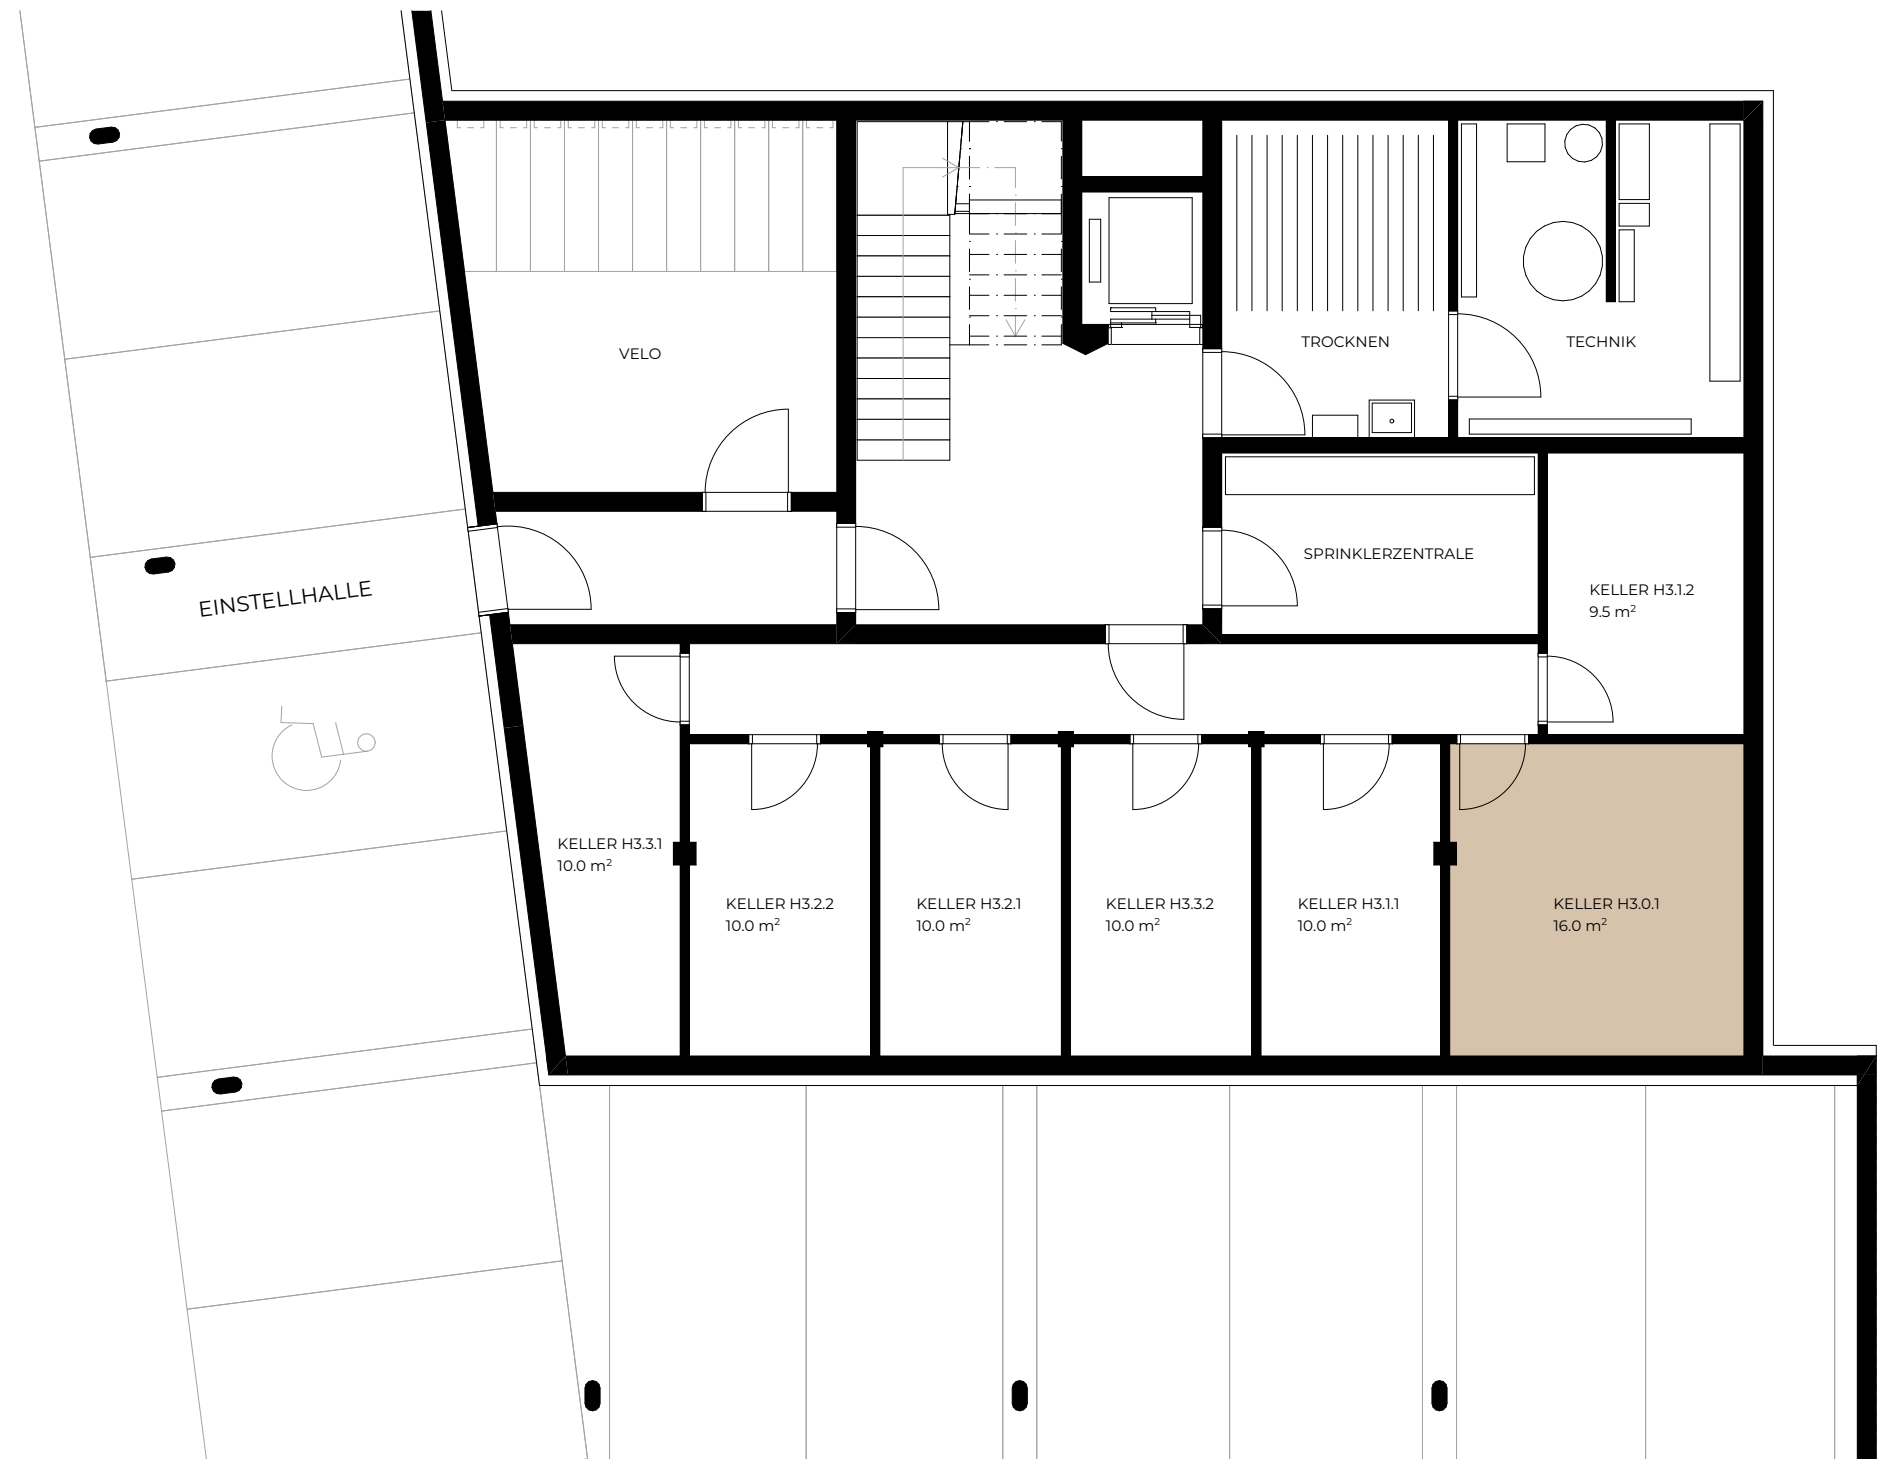 VELO
TROCKNEN
TECHNIK
SPRINKLERZENTRALE
EINSTELLHALLE
KELLER H3.1.2
9.5 m²
KELLER H3.3.1
10.0 m²
KELLER H3.2.2
10.0 m²
KELLER H3.2.1
10.0 m²
KELLER H3.3.2
10.0 m²
KELLER H3.1.1
10.0 m²
KELLER H3.0.1
16.0 m²